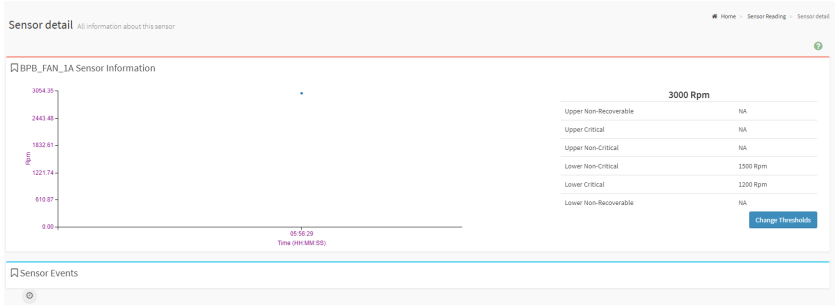 Sensor detail All information about this sensor
Home > Sensor Reading > Sensor detail
BPB_FAN_1A Sensor Information
3054.35
2443.48
1832.61
1221.74
610.87
0.00
Rpm
05:56:29
Time (HH:MM:SS)
3000 Rpm
Upper Non-Recoverable NA
Upper Critical NA
Upper Non-Critical NA
Lower Non-Critical 1500 Rpm
Lower Critical 1200 Rpm
Lower Non-Recoverable NA
Change Thresholds
Sensor Events